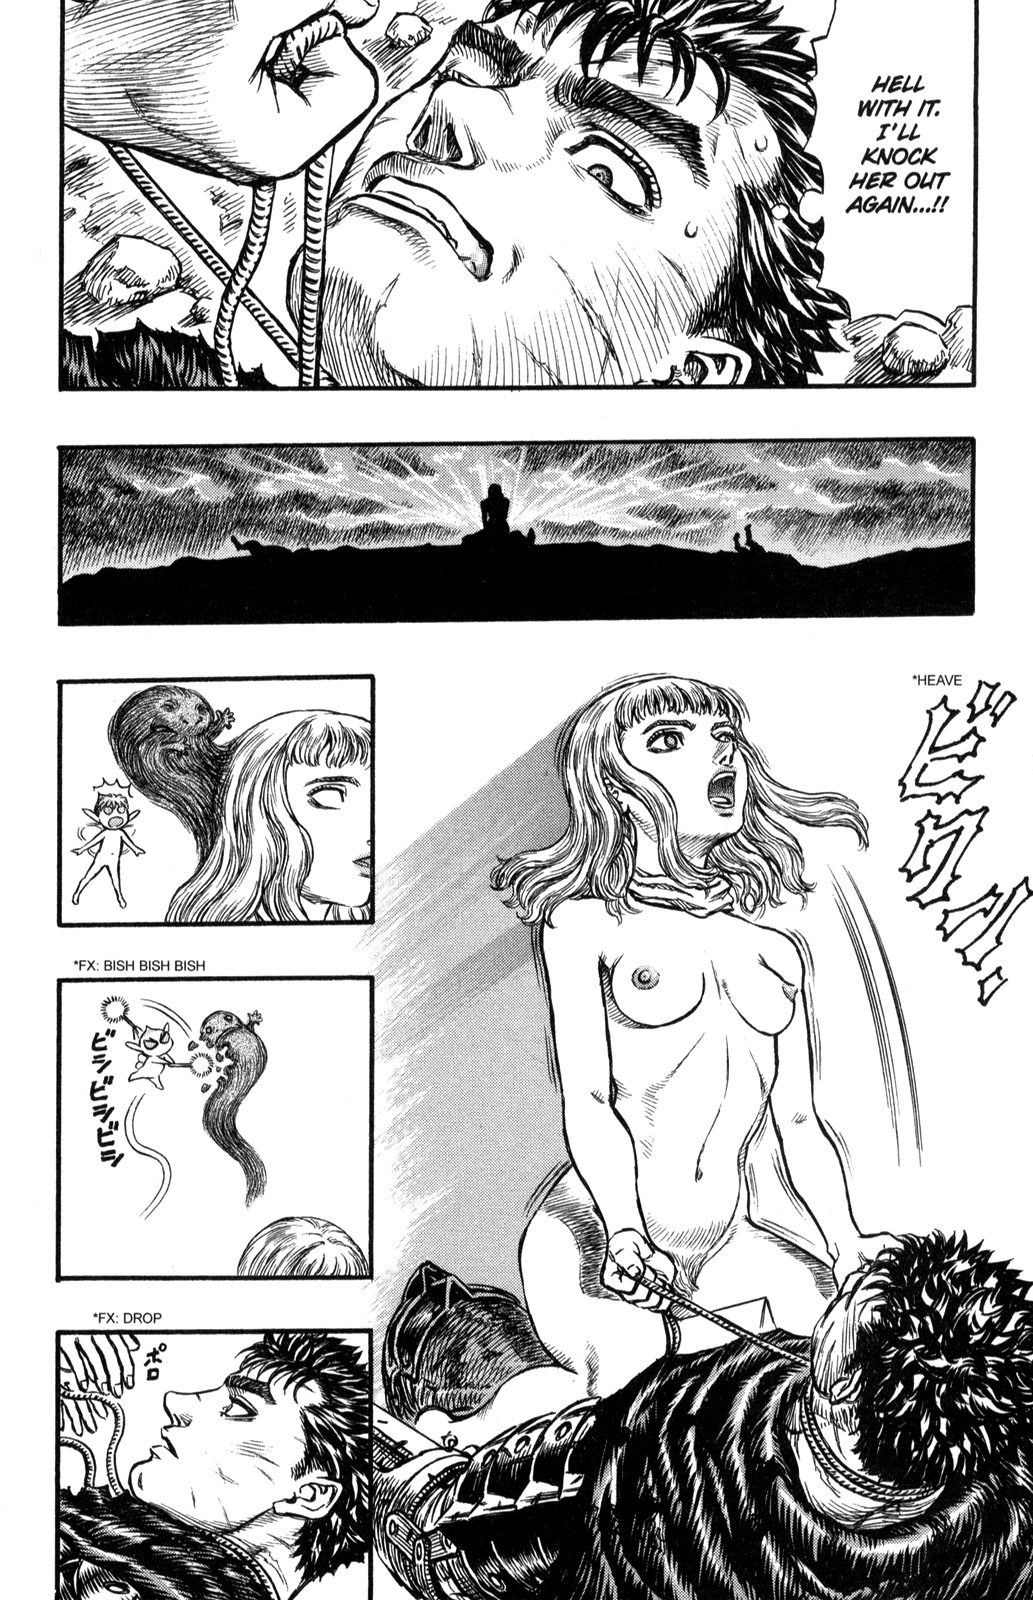 HELL
WITH IT.
I'LL
KNOCK
HER OUT
AGAIN...!!
*HEAVE
ビクン
*FX: BISH BISH BISH
ビシビシビシ
*FX: DROP
ポロ